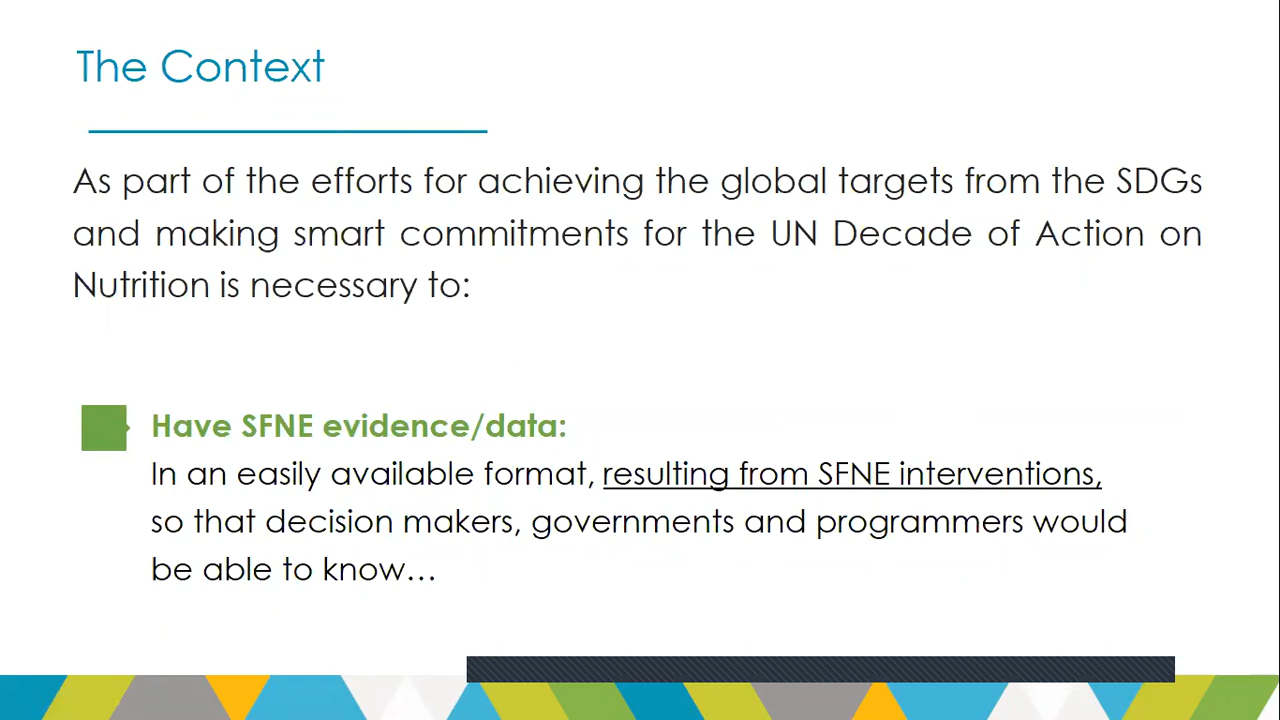 The Context
As part of the efforts for achieving the global targets from the SDGs
and making smart commitments for the UN Decade of Action on
Nutrition is necessary to:
Have SFNE evidence/data:
In an easily available format, resulting from SFNE interventions,
so that decision makers, governments and programmers would
be able to know…